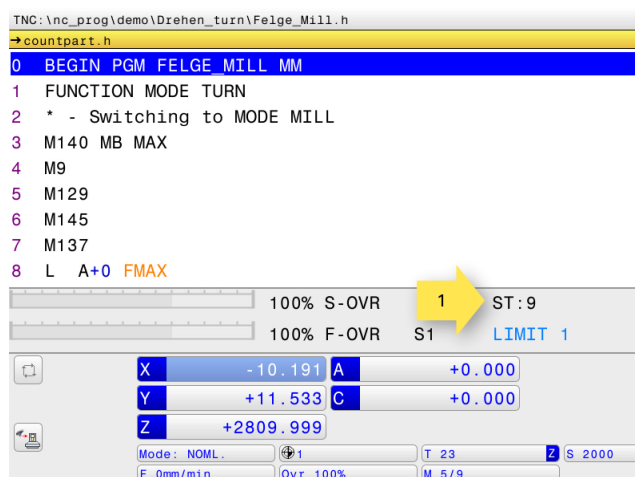 TNC:\nc_prog\demo\Drehen_turn\Felge_Mill.h
→countpart.h
0 BEGIN PGM FELGE_MILL MM
1 FUNCTION MODE TURN
2 * - Switching to MODE MILL
3 M140 MB MAX
4 M9
5 M129
6 M145
7 M137
8 L A+0 FMAX
100% S-OVR 1 ST:9
100% F-OVR S1 LIMIT 1
X -10.191 A +0.000
Y +11.533 C +0.000
Z +2809.999
Mode: NOML. 1 T 23 Z S 2000
F 0mm/min Ovr 100% M 5/9